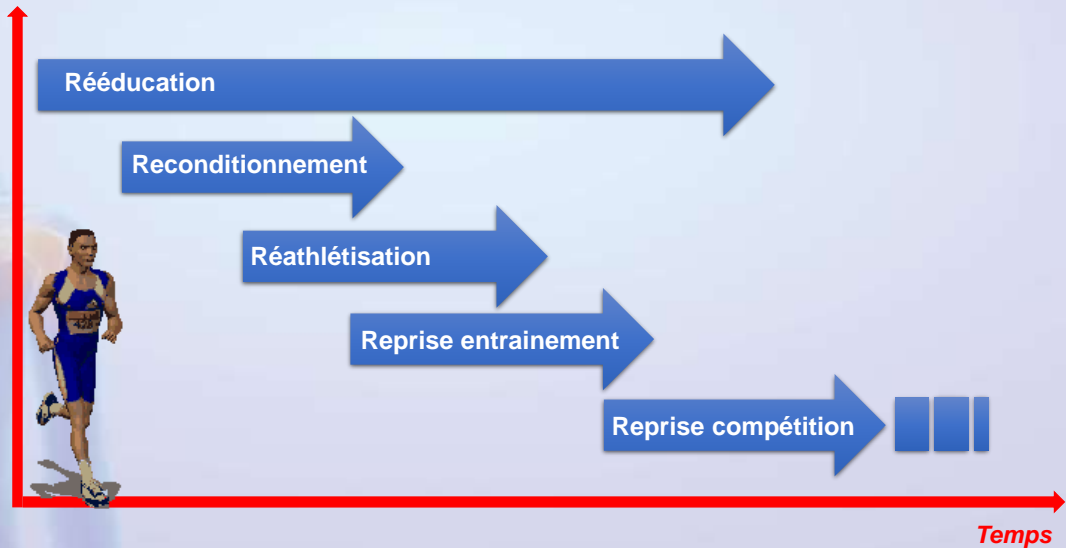 Rééducation
Reconditionnement
Réathlétisation
Reprise entrainement
Reprise compétition
Temps